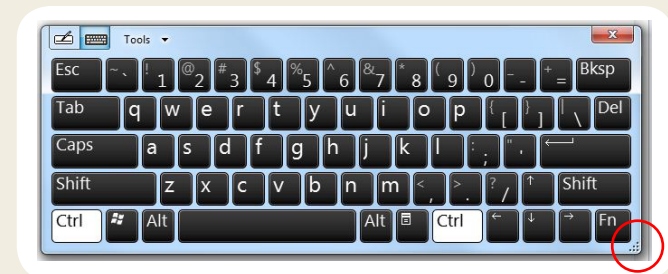 Tools
Esc ~ ` ! 1 @ 2 # 3 $ 4 % 5 ^ 6 & 7 * 8 ( 9 ) 0 _ - + = Bksp
Tab q w e r t y u i o p { [ } ] | \ Del
Caps a s d f g h j k l : ; " '
Shift z x c v b n m < , > . ? / ↑ Shift
Ctrl Alt Alt Ctrl ← ↓ → Fn